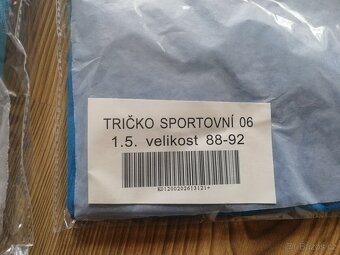 TRIČKO SPORTOVNÍ 06
1.5. velikost 88-92